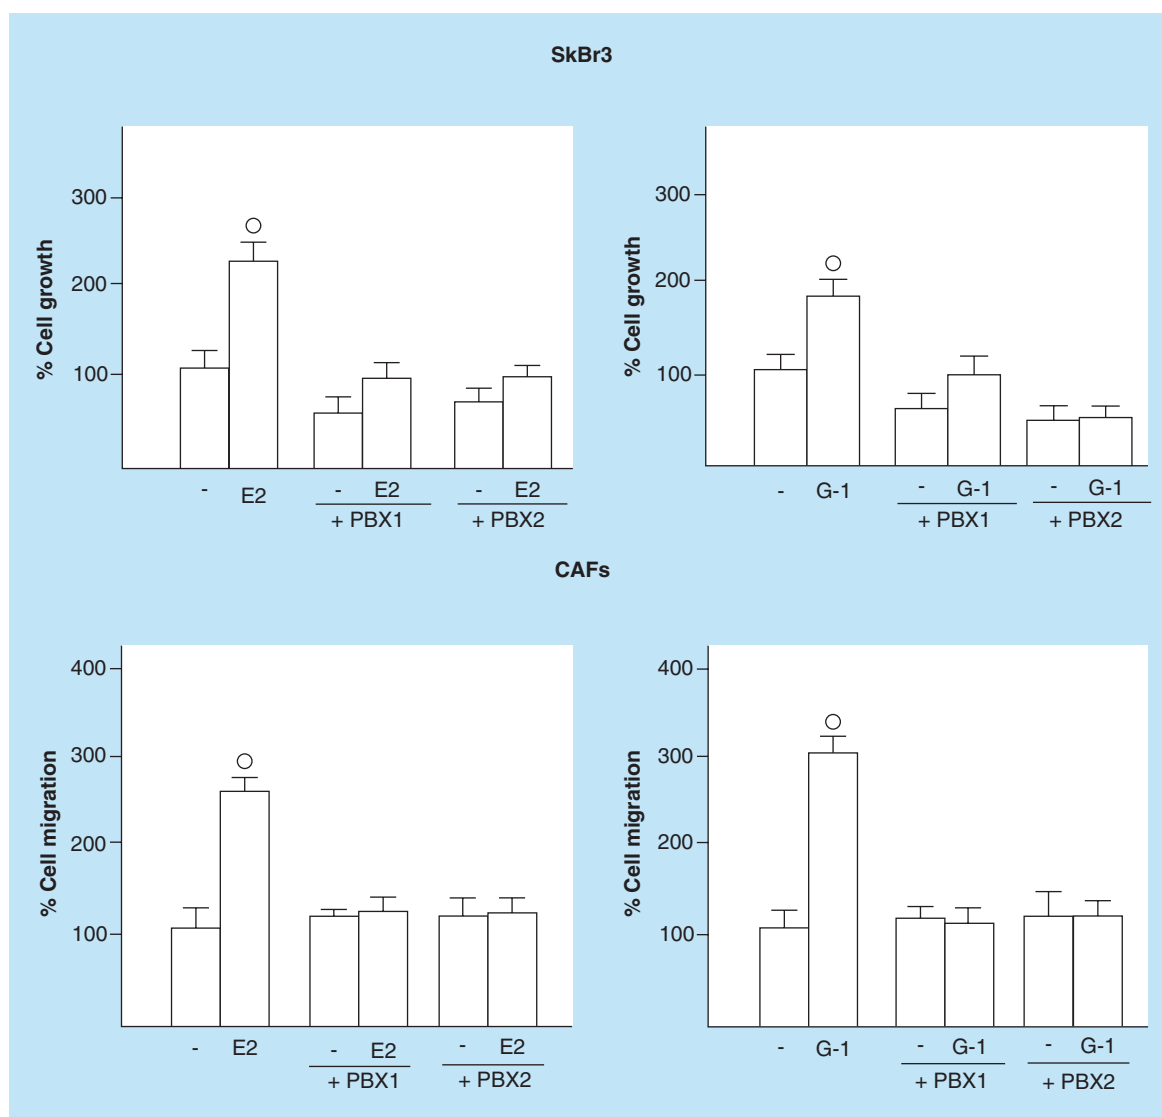 SkBr3
% Cell growth
300
200
100
- E2 - E2 - E2
+ PBX1 + PBX2
% Cell growth
300
200
100
- G-1 - G-1 - G-1
+ PBX1 + PBX2
CAFs
% Cell migration
400
300
200
100
- E2 - E2 - E2
+ PBX1 + PBX2
% Cell migration
400
300
200
100
- G-1 - G-1 - G-1
+ PBX1 + PBX2